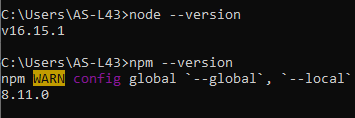 C:\Users\AS-L43>node --version
v16.15.1
C:\Users\AS-L43>npm --version
npm WARN config global `--global`, `--local`
8.11.0